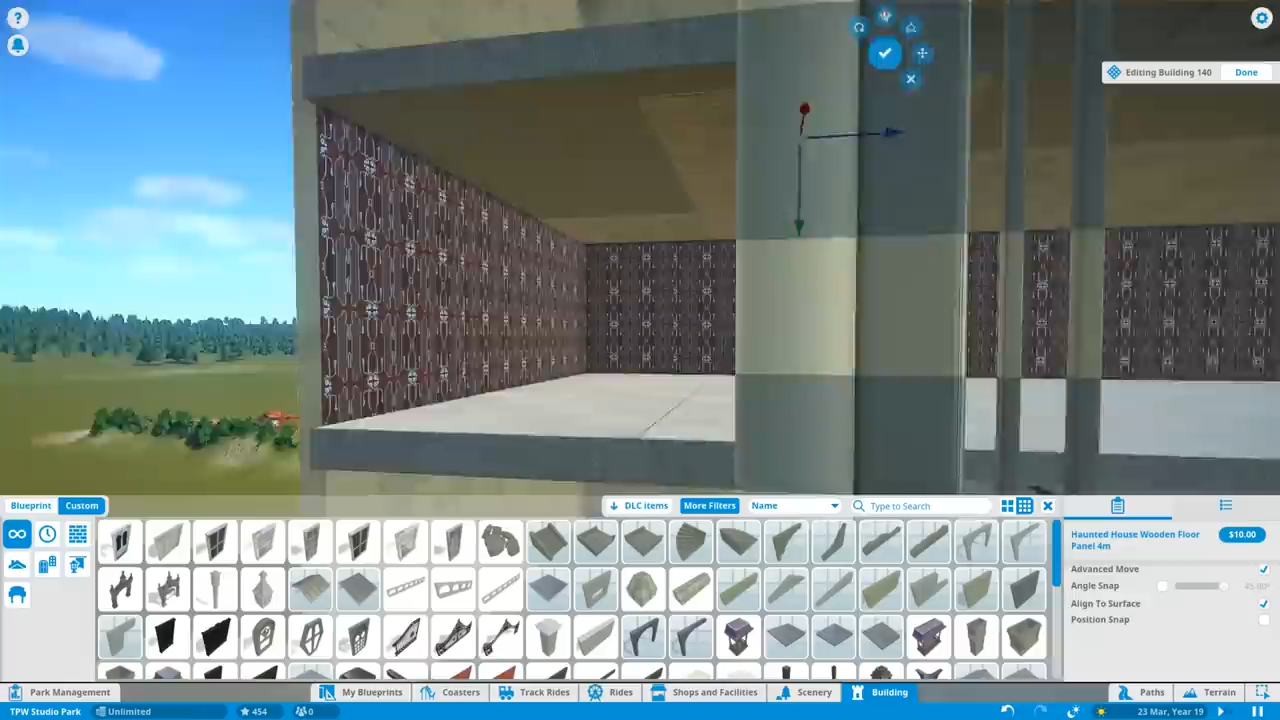 ?
Editing Building 140 Done
Blueprint Custom DLC items More Filters Name Type to Search
Haunted House Wooden Floor Panel 4m $10.00
Advanced Move
Angle Snap 45.00°
Align To Surface
Position Snap
Park Management My Blueprints Coasters Track Rides Rides Shops and Facilities Scenery Building Paths Terrain
TPW Studio Park Unlimited 454 0 23 Mar, Year 19